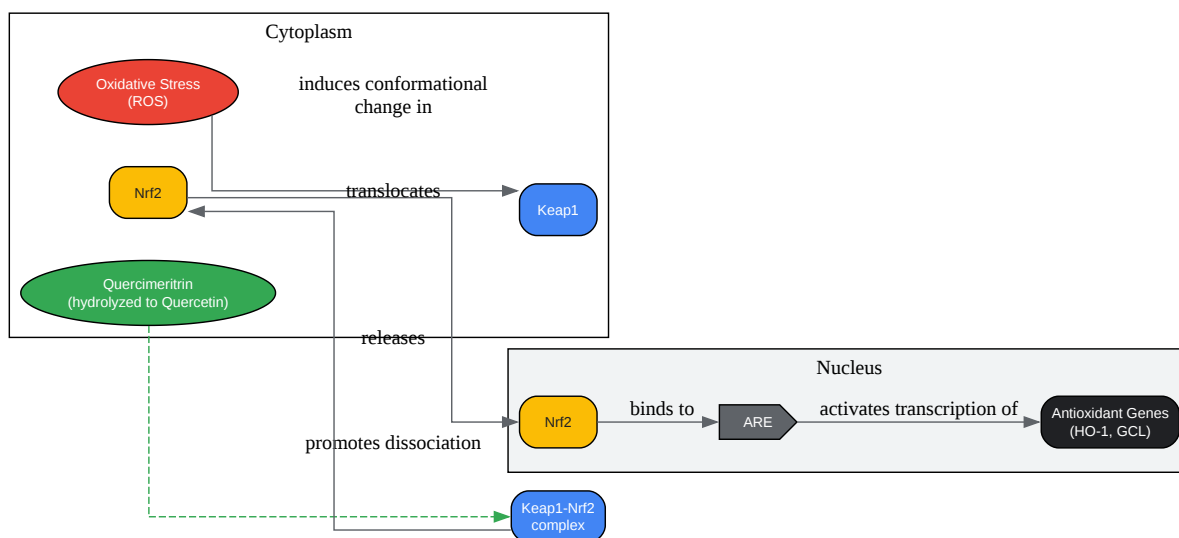 Cytoplasm
Oxidative Stress
(ROS)
induces conformational
change in
Nrf2
translocates
Keap1
Quercimeritrin
(hydrolyzed to Quercetin)
releases
Nucleus
Nrf2
binds to
ARE
activates transcription of
Antioxidant Genes
(HO-1, GCL)
promotes dissociation
Keap1-Nrf2
complex